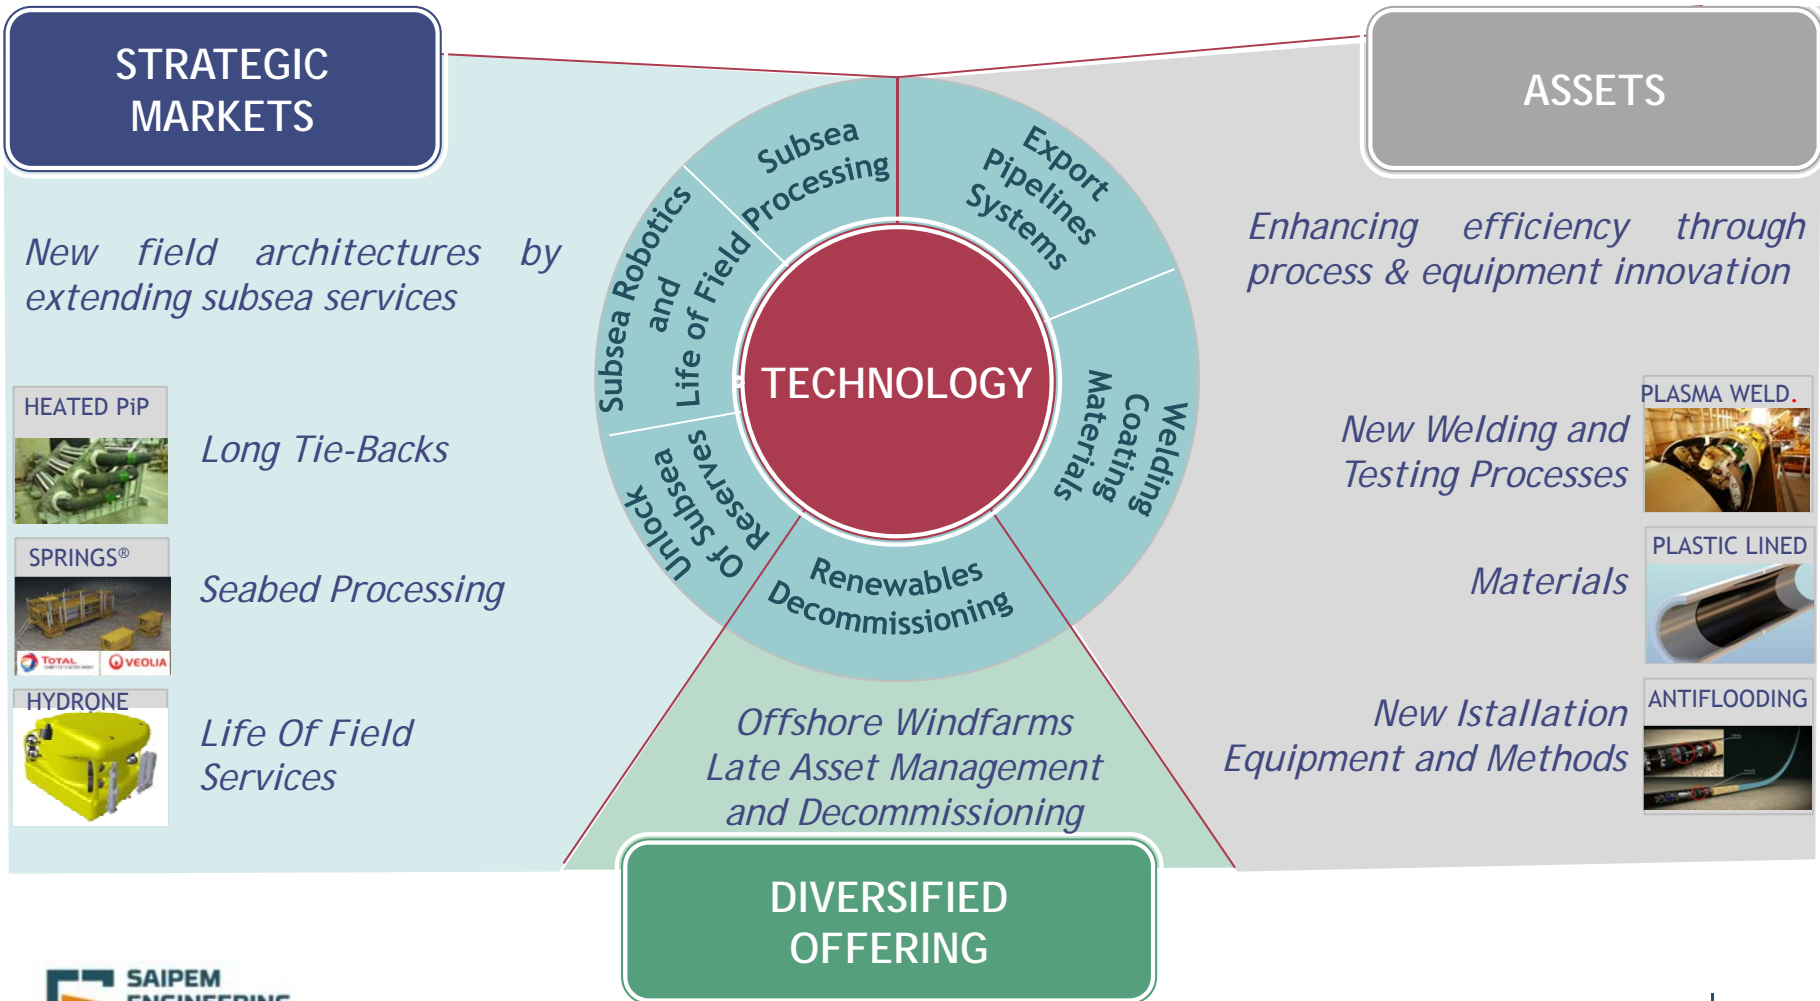 STRATEGIC
MARKETS
ASSETS
New field architectures by
extending subsea services
Enhancing efficiency through
process & equipment innovation
Subsea
Processing
Export
Pipelines
Systems
Subsea Robotics
and
Life of Field
TECHNOLOGY
Welding
Coating
Materials
Unlock
Of Subsea
Reserves
Renewables
Decommissioning
HEATED PiP
Long Tie-Backs
SPRINGS®
Seabed Processing
TOTAL
VEOLIA
HYDRONE
Life Of Field
Services
PLASMA WELD.
New Welding and
Testing Processes
PLASTIC LINED
Materials
ANTIFLOODING
New Istallation
Equipment and Methods
Offshore Windfarms
Late Asset Management
and Decommissioning
DIVERSIFIED
OFFERING
SAIPEM
ENGINEERING